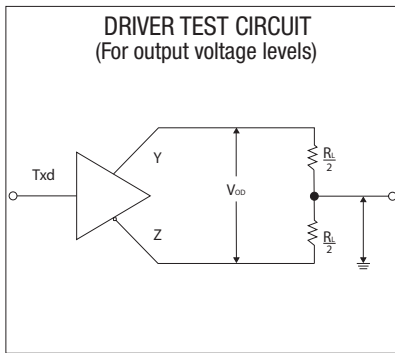 DRIVER TEST CIRCUIT
(For output voltage levels)
Txd
Y
Z
VOD
RL
2
RL
2